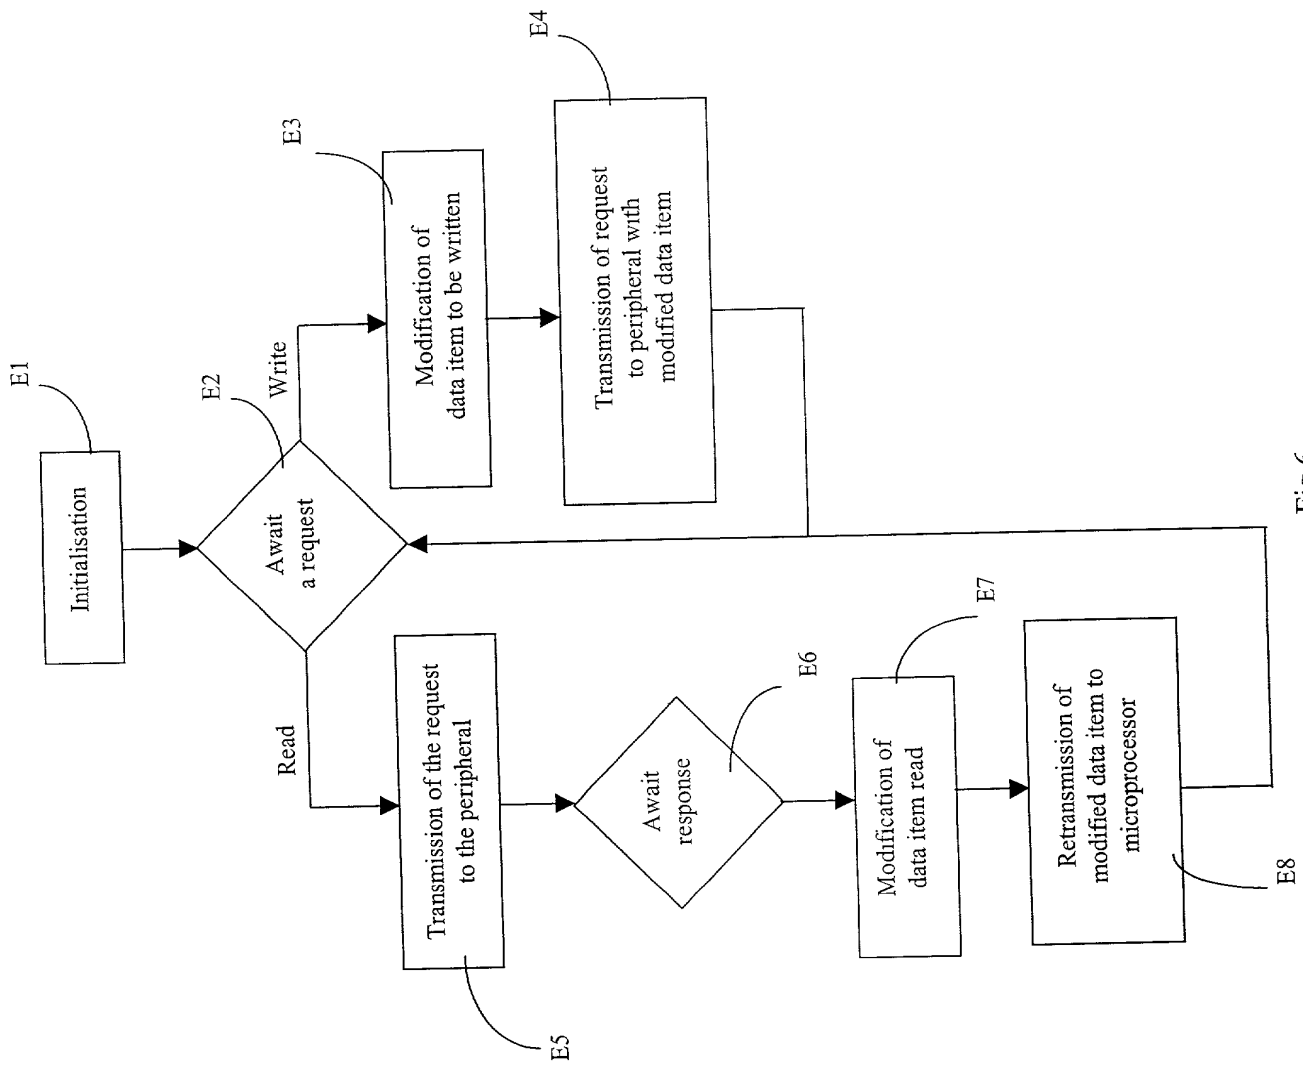 E1
Initialisation
E2
Await
a request
Write
E3
Modification of
data item to be written
E4
Transmission of request
to peripheral with
modified data item
Read
E5
Transmission of the request
to the peripheral
E6
Await
response
E7
Modification of
data item read
E8
Retransmission of
modified data item to
microprocessor